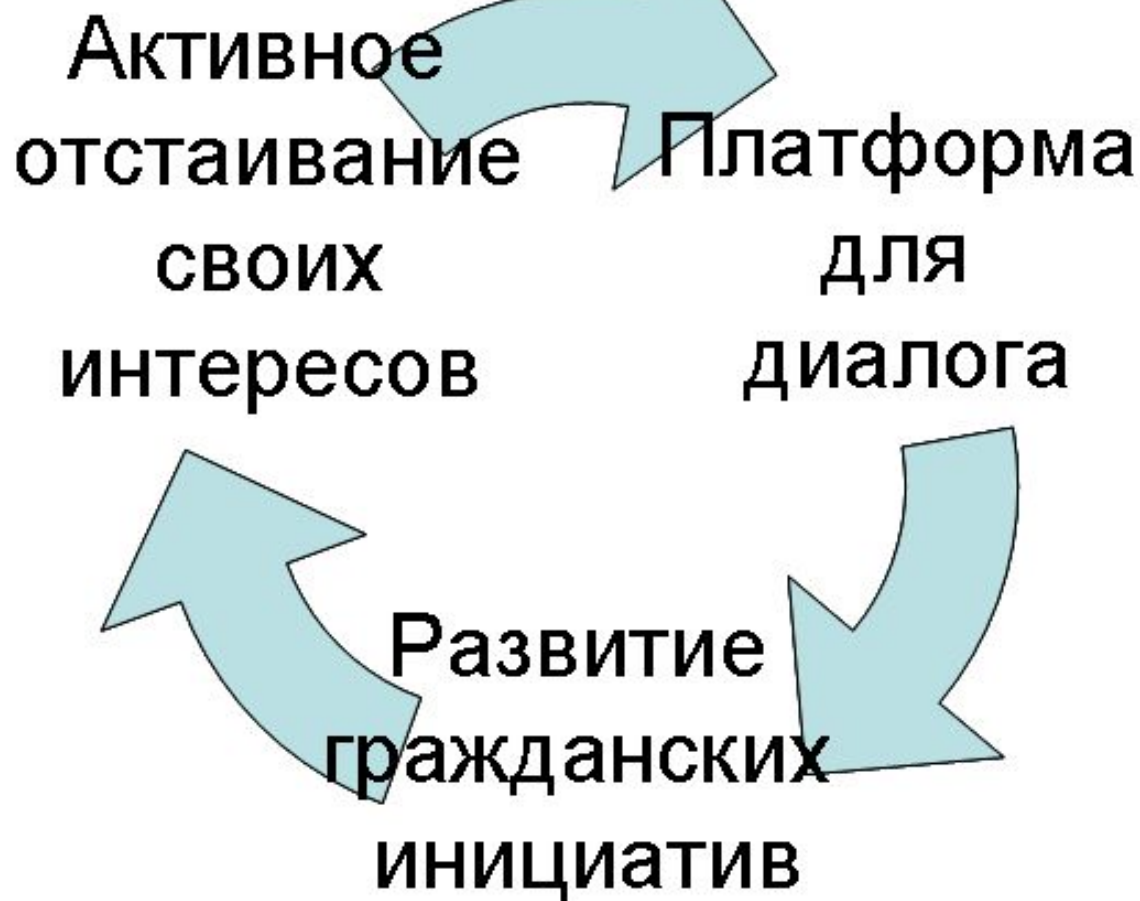 Активное
отстаивание
своих
интересов
Платформа
для
диалога
Развитие
гражданских
инициатив